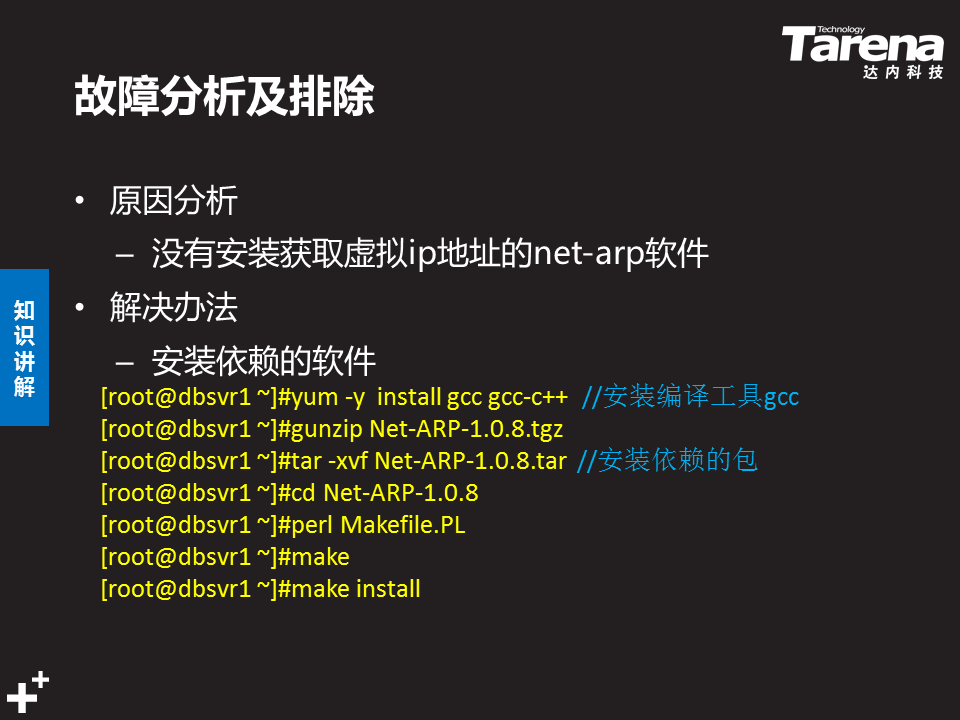 Technology
Tarena
达内科技
故障分析及排除
• 原因分析
– 没有安装获取虚拟ip地址的net-arp软件
• 解决办法
– 安装依赖的软件
[root@dbsvr1 ~]#yum -y  install gcc gcc-c++  //安装编译工具gcc
[root@dbsvr1 ~]#gunzip Net-ARP-1.0.8.tgz
[root@dbsvr1 ~]#tar -xvf Net-ARP-1.0.8.tar  //安装依赖的包
[root@dbsvr1 ~]#cd Net-ARP-1.0.8
[root@dbsvr1 ~]#perl Makefile.PL
[root@dbsvr1 ~]#make
[root@dbsvr1 ~]#make install
知
识
讲
解